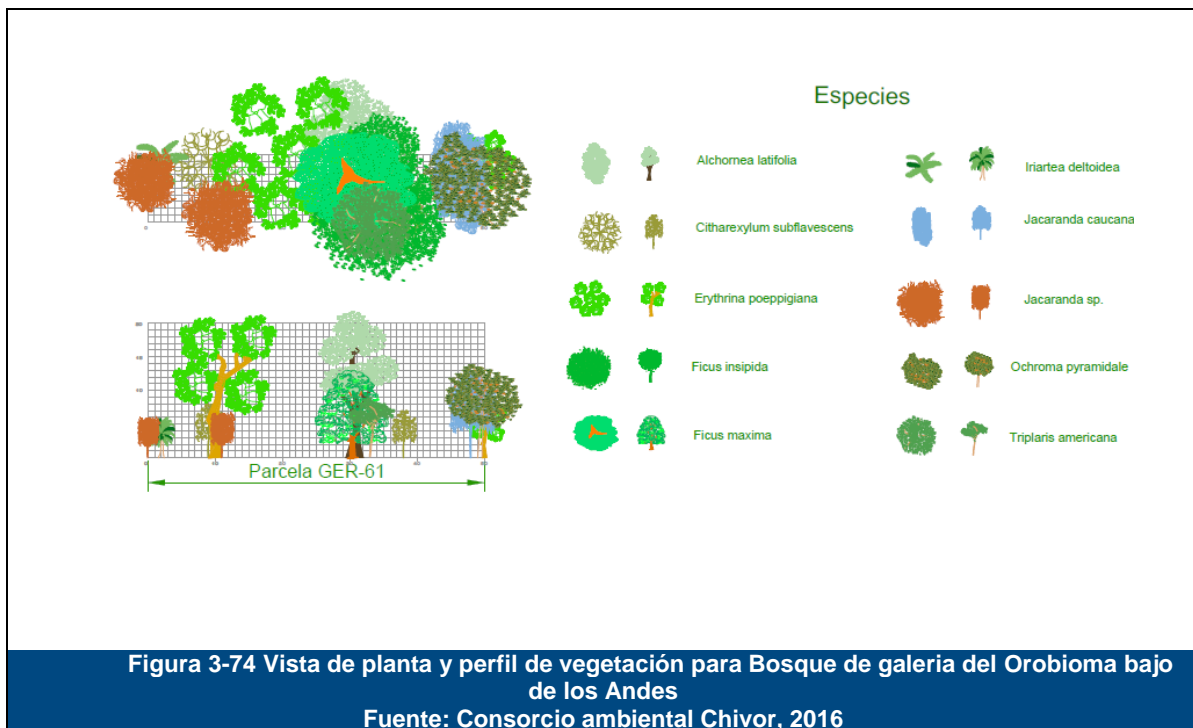 Especies
Alchornea latifolia
Iriartea deltoidea
Citharexylum subflavescens
Jacaranda caucana
Erythrina poeppigiana
Jacaranda sp.
Ficus insipida
Ochroma pyramidale
Ficus maxima
Triplaris americana
Parcela GER-61
Figura 3-74 Vista de planta y perfil de vegetación para Bosque de galeria del Orobioma bajo
de los Andes
Fuente: Consorcio ambiental Chivor, 2016